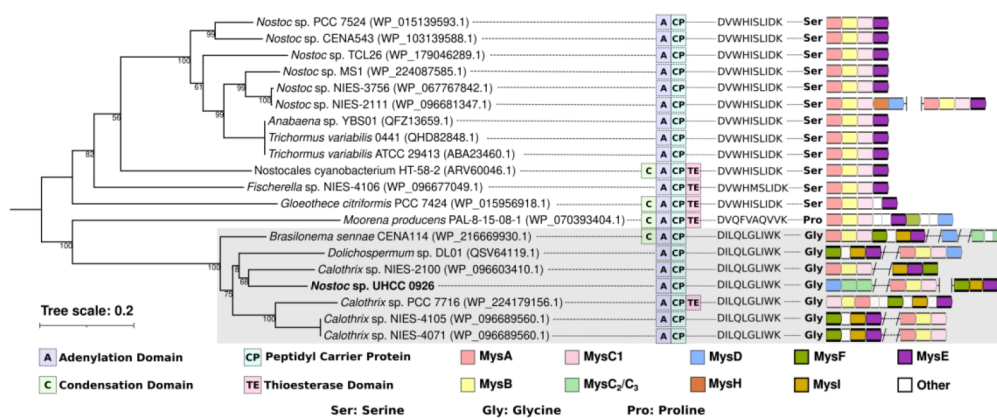 Nostoc sp. PCC 7524 (WP_015139593.1) A CP DVWHISLIDK Ser
100 Nostoc sp. CENA543 (WP_103139588.1) A CP DVWHISLIDK Ser
100 Nostoc sp. TCL26 (WP_179046289.1) A CP DVWHISLIDK Ser
61 Nostoc sp. MS1 (WP_224087585.1) A CP DVWHISLIDK Ser
99 Nostoc sp. NIES-3756 (WP_067767842.1) A CP DVWHISLIDK Ser
100 Nostoc sp. NIES-2111 (WP_096681347.1) A CP DVWHISLIDK Ser
56 99 Anabaena sp. YBS01 (QFZ13659.1) A CP DVWHISLIDK Ser
Trichormus variabilis 0441 (QHD82848.1) A CP DVWHISLIDK Ser
82 Trichormus variabilis ATCC 29413 (ABA23460.1) A CP DVWHISLIDK Ser
Nostocales cyanobacterium HT-58-2 (ARV60046.1) C A CP TE DVWHISLIDK Ser
Fischerella sp. NIES-4106 (WP_096677049.1) A CP DVWHMSLIDK Ser
Gloeothece citriformis PCC 7424 (WP_015956918.1) C A CP TE DVWHISLIDK Ser
Moorena producens PAL-8-15-08-1 (WP_070393404.1) C A CP TE DVQFVAQVVK Pro
100 Brasilonema sennae CENA114 (WP_216669930.1) C A CP DILQLGLIWK Gly
Dolichospermum sp. DL01 (QSV64119.1) A CP DILQLGLIWK Gly
100 Calothrix sp. NIES-2100 (WP_096603410.1) A CP DILQLGLIWK Gly
68 Nostoc sp. UHCC 0926 A CP DILQLGLIWK Gly
75 Calothrix sp. PCC 7716 (WP_224179156.1) A CP TE DILQLGLIWK Gly
100 Calothrix sp. NIES-4105 (WP_096689560.1) A CP DILQLGLIWK Gly
Calothrix sp. NIES-4071 (WP_096689560.1) A CP DILQLGLIWK Gly
Tree scale: 0.2
A Adenylation Domain CP Peptidyl Carrier Protein MysA MysC1 MysD MysF MysE
C Condensation Domain TE Thioesterase Domain MysB MysC2/C3 MysH MysI Other
Ser: Serine Gly: Glycine Pro: Proline